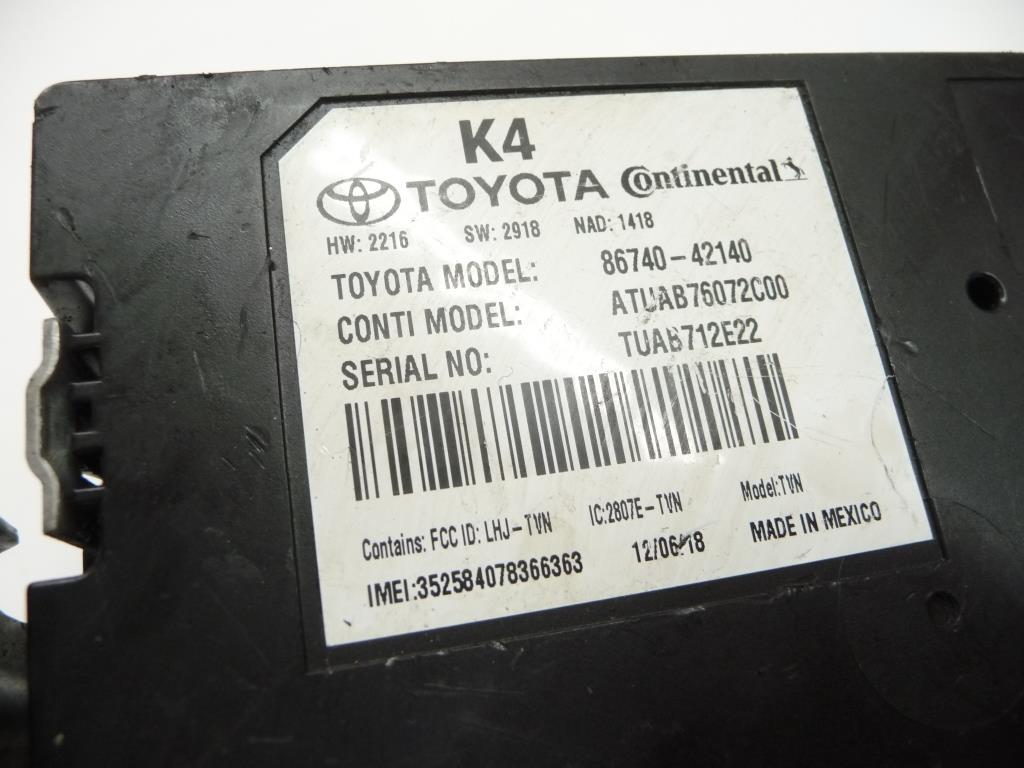 K4
TOYOTA Continental
HW: 2216 SW: 2918 NAD: 1418
TOYOTA MODEL: 86740-42140
CONTI MODEL: ATUAB76072C00
SERIAL NO: TUAB712E22
Contains: FCC ID: LHJ-TVN IC:2807E-TVN Model:TVN
IMEI:352584078366363 12/06/18 MADE IN MEXICO